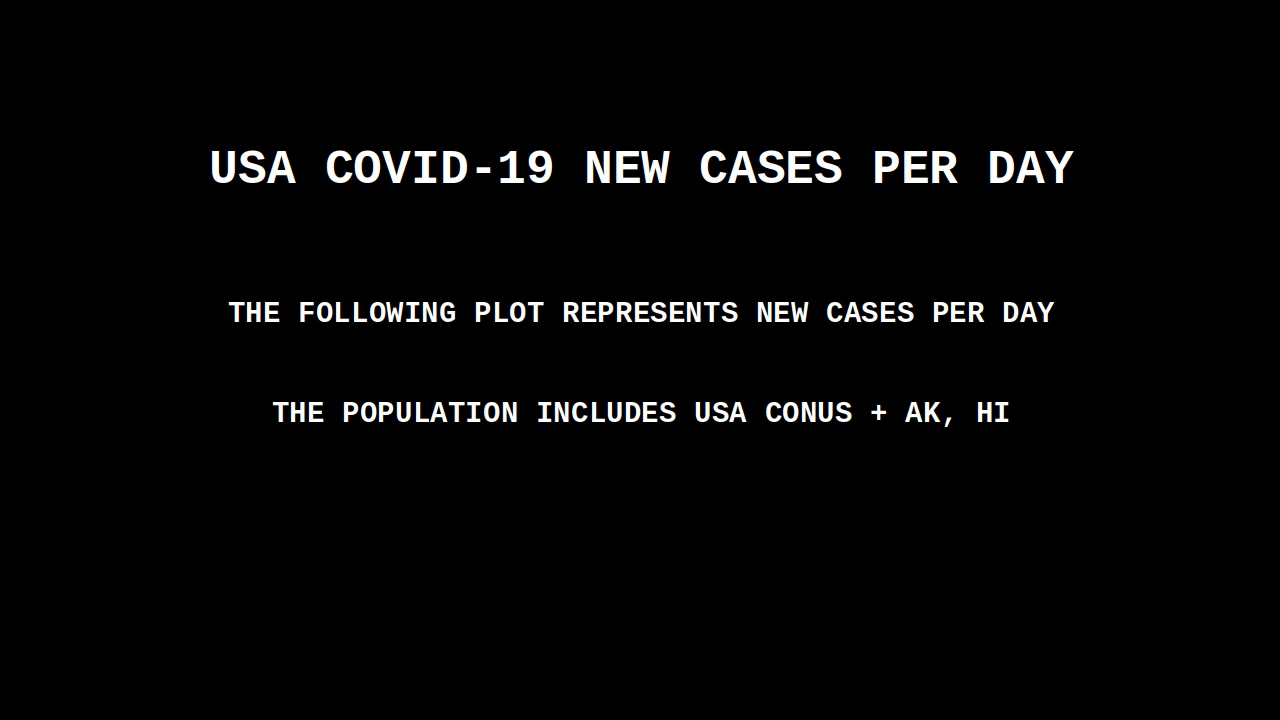 USA COVID-19 NEW CASES PER DAY
THE FOLLOWING PLOT REPRESENTS NEW CASES PER DAY
THE POPULATION INCLUDES USA CONUS + AK, HI